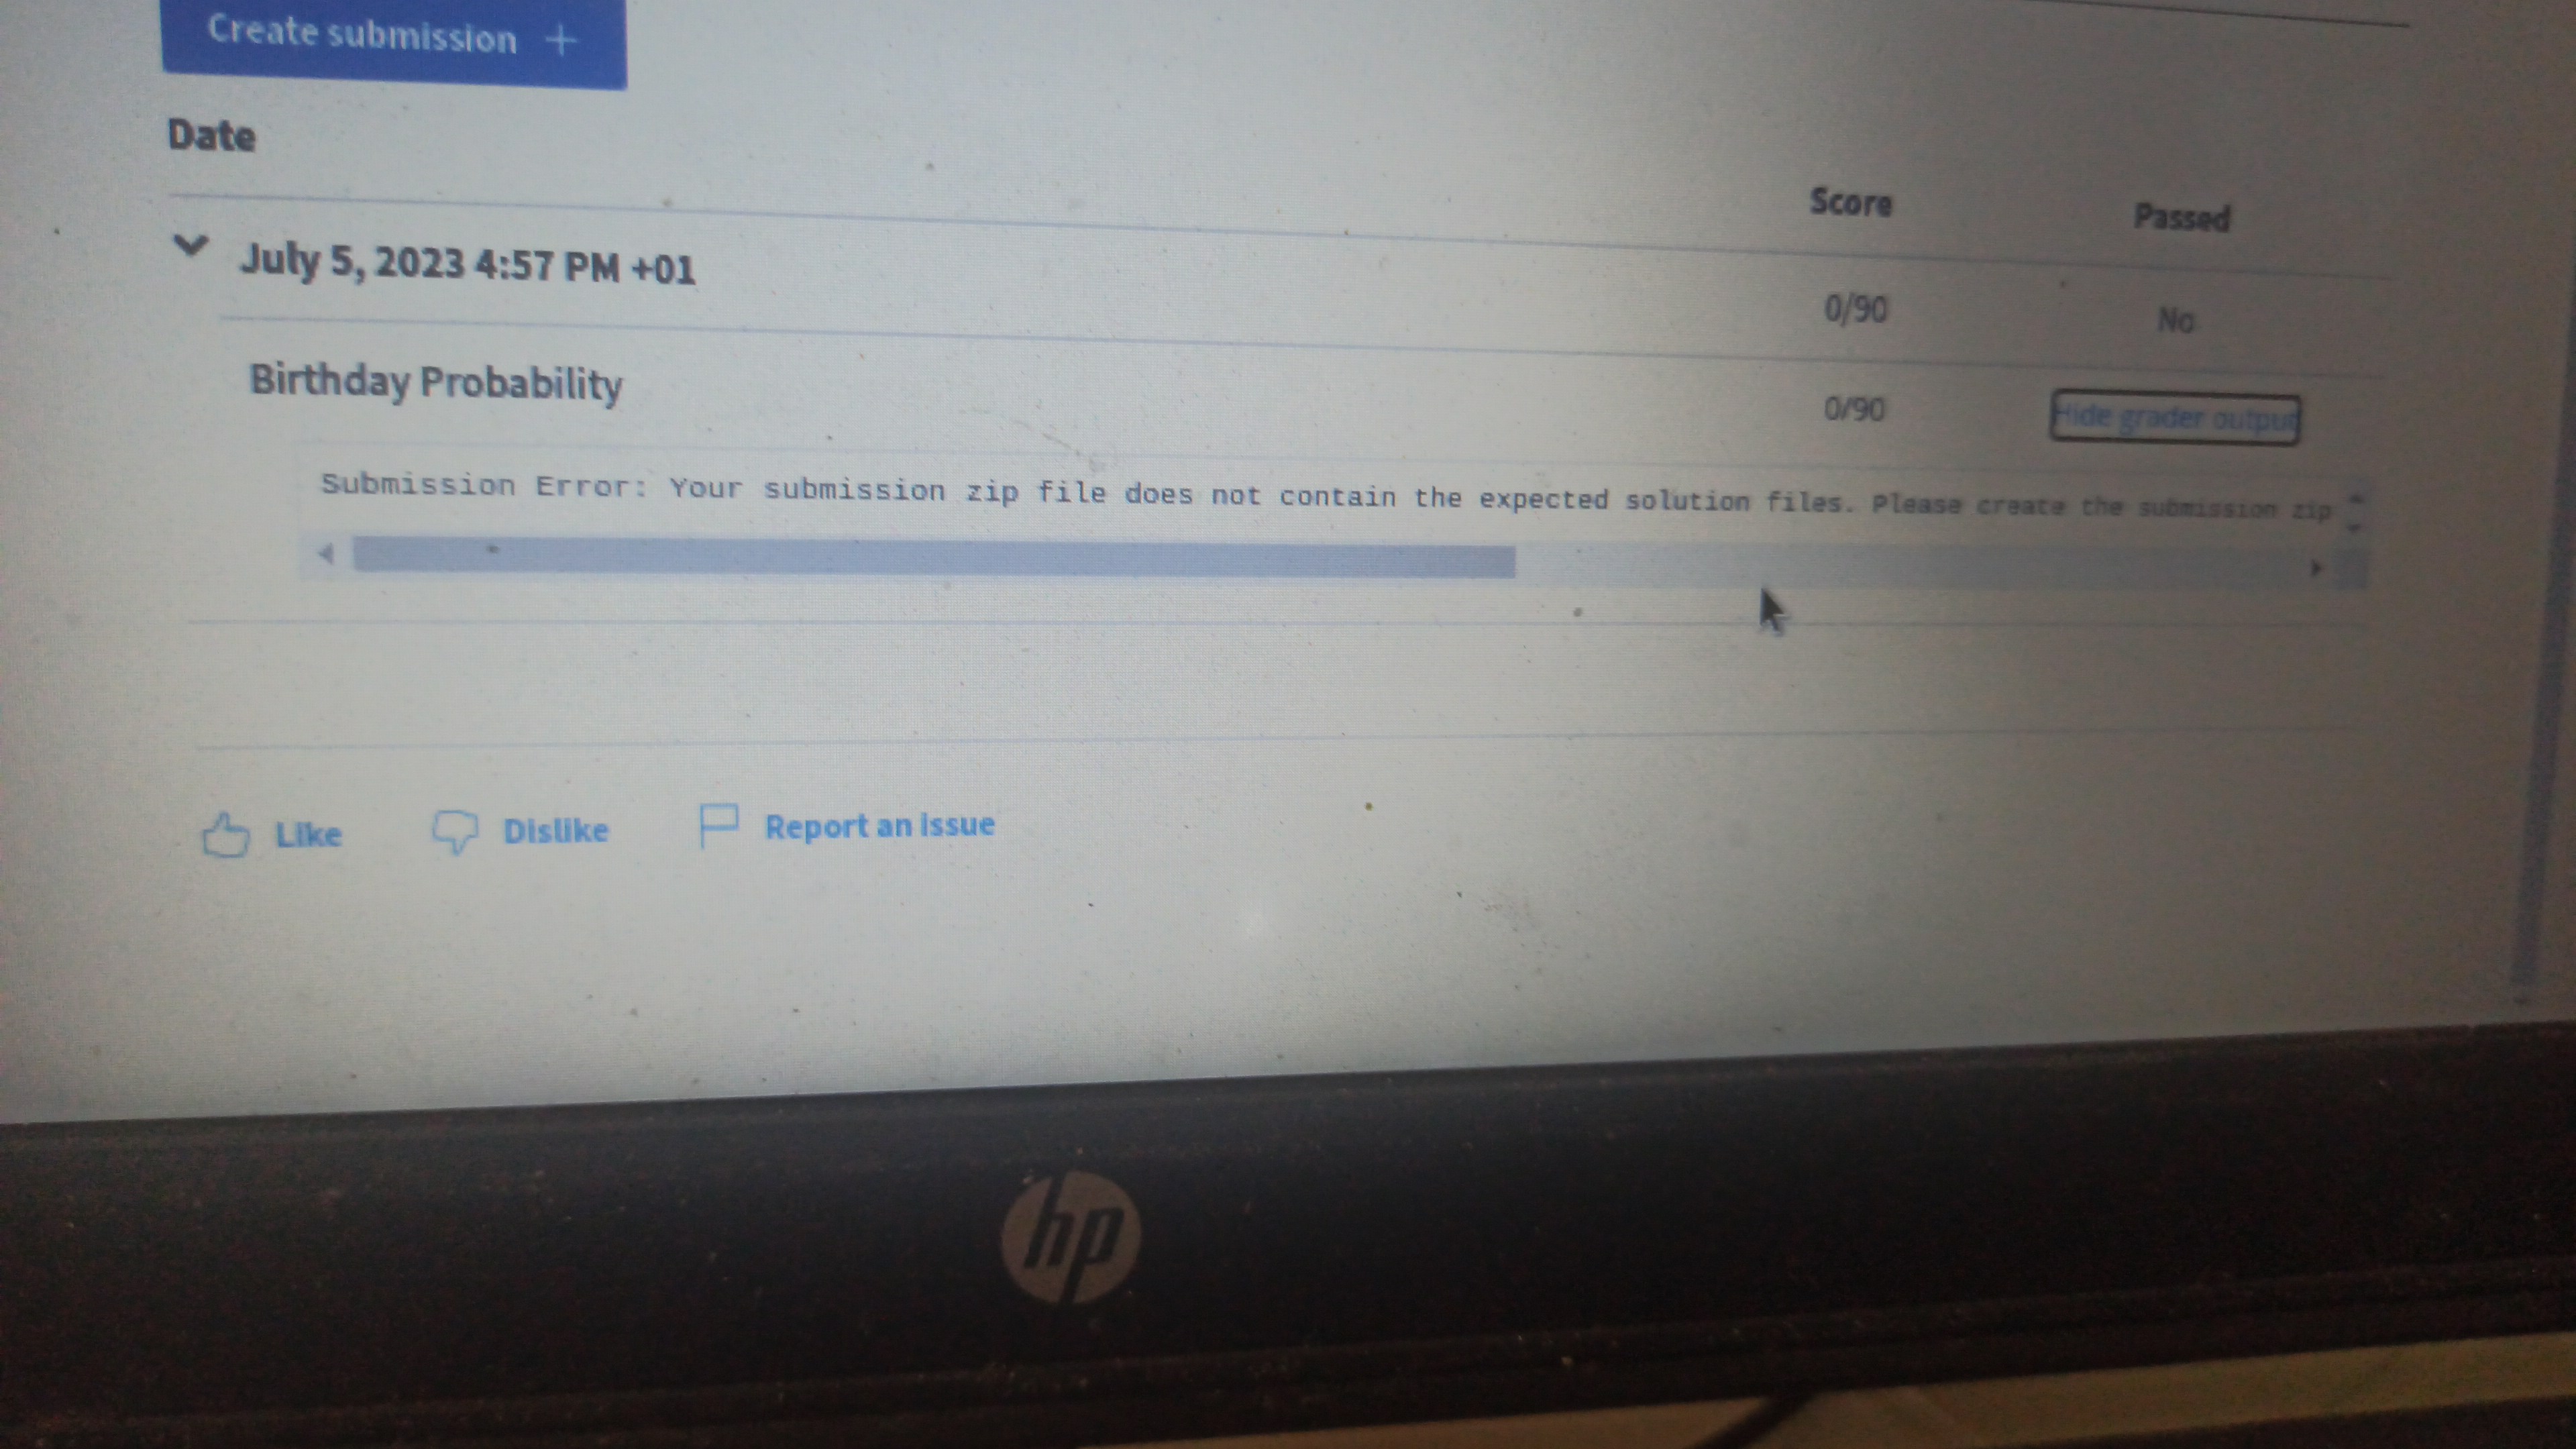 Create submission +
Date
Score
Passed
July 5, 2023 4:57 PM +01
0/90
No
Birthday Probability
0/90
Hide grader output
Submission Error: Your submission zip file does not contain the expected solution files. Please create the submission zip
Like
Dislike
Report an issue
hp